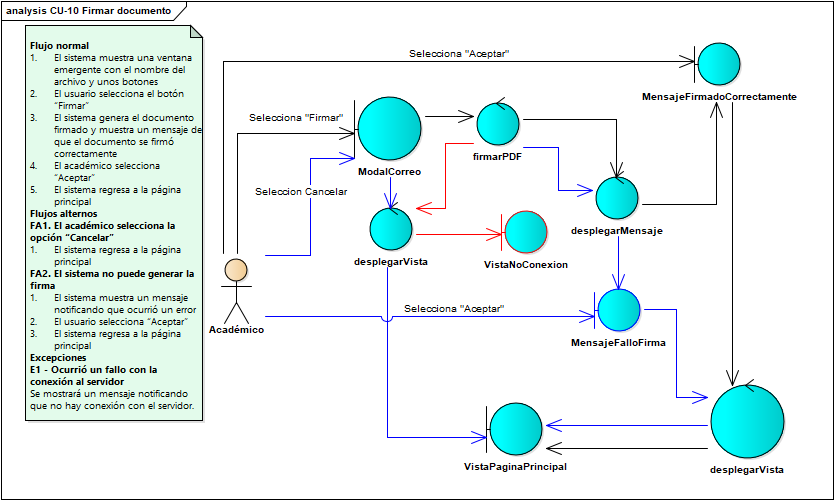 analysis CU-10 Firmar documento
Flujo normal
1. El sistema muestra una ventana
emergente con el nombre del
archivo y unos botones
2. El usuario selecciona el botón
“Firmar”
3. El sistema genera el documento
firmado y muestra un mensaje de
que el documento se firmó
correctamente
4. El académico selecciona
“Aceptar”
5. El sistema regresa a la página
principal
Flujos alternos
FA1. El académico selecciona la
opción “Cancelar”
1. El sistema regresa a la página
principal
FA2. El sistema no puede generar la
firma
1. El sistema muestra un mensaje
notificando que ocurrió un error
2. El usuario selecciona “Aceptar”
3. El sistema regresa a la página
principal
Excepciones
E1 - Ocurrió un fallo con la
conexión al servidor
Se mostrará un mensaje notificando
que no hay conexión con el servidor.
Selecciona "Aceptar"
MensajeFirmadoCorrectamente
Selecciona "Firmar"
ModalCorreo
firmarPDF
Seleccion Cancelar
desplegarMensaje
desplegarVista
VistaNoConexion
Académico
Selecciona "Aceptar"
MensajeFalloFirma
VistaPaginaPrincipal
desplegarVista